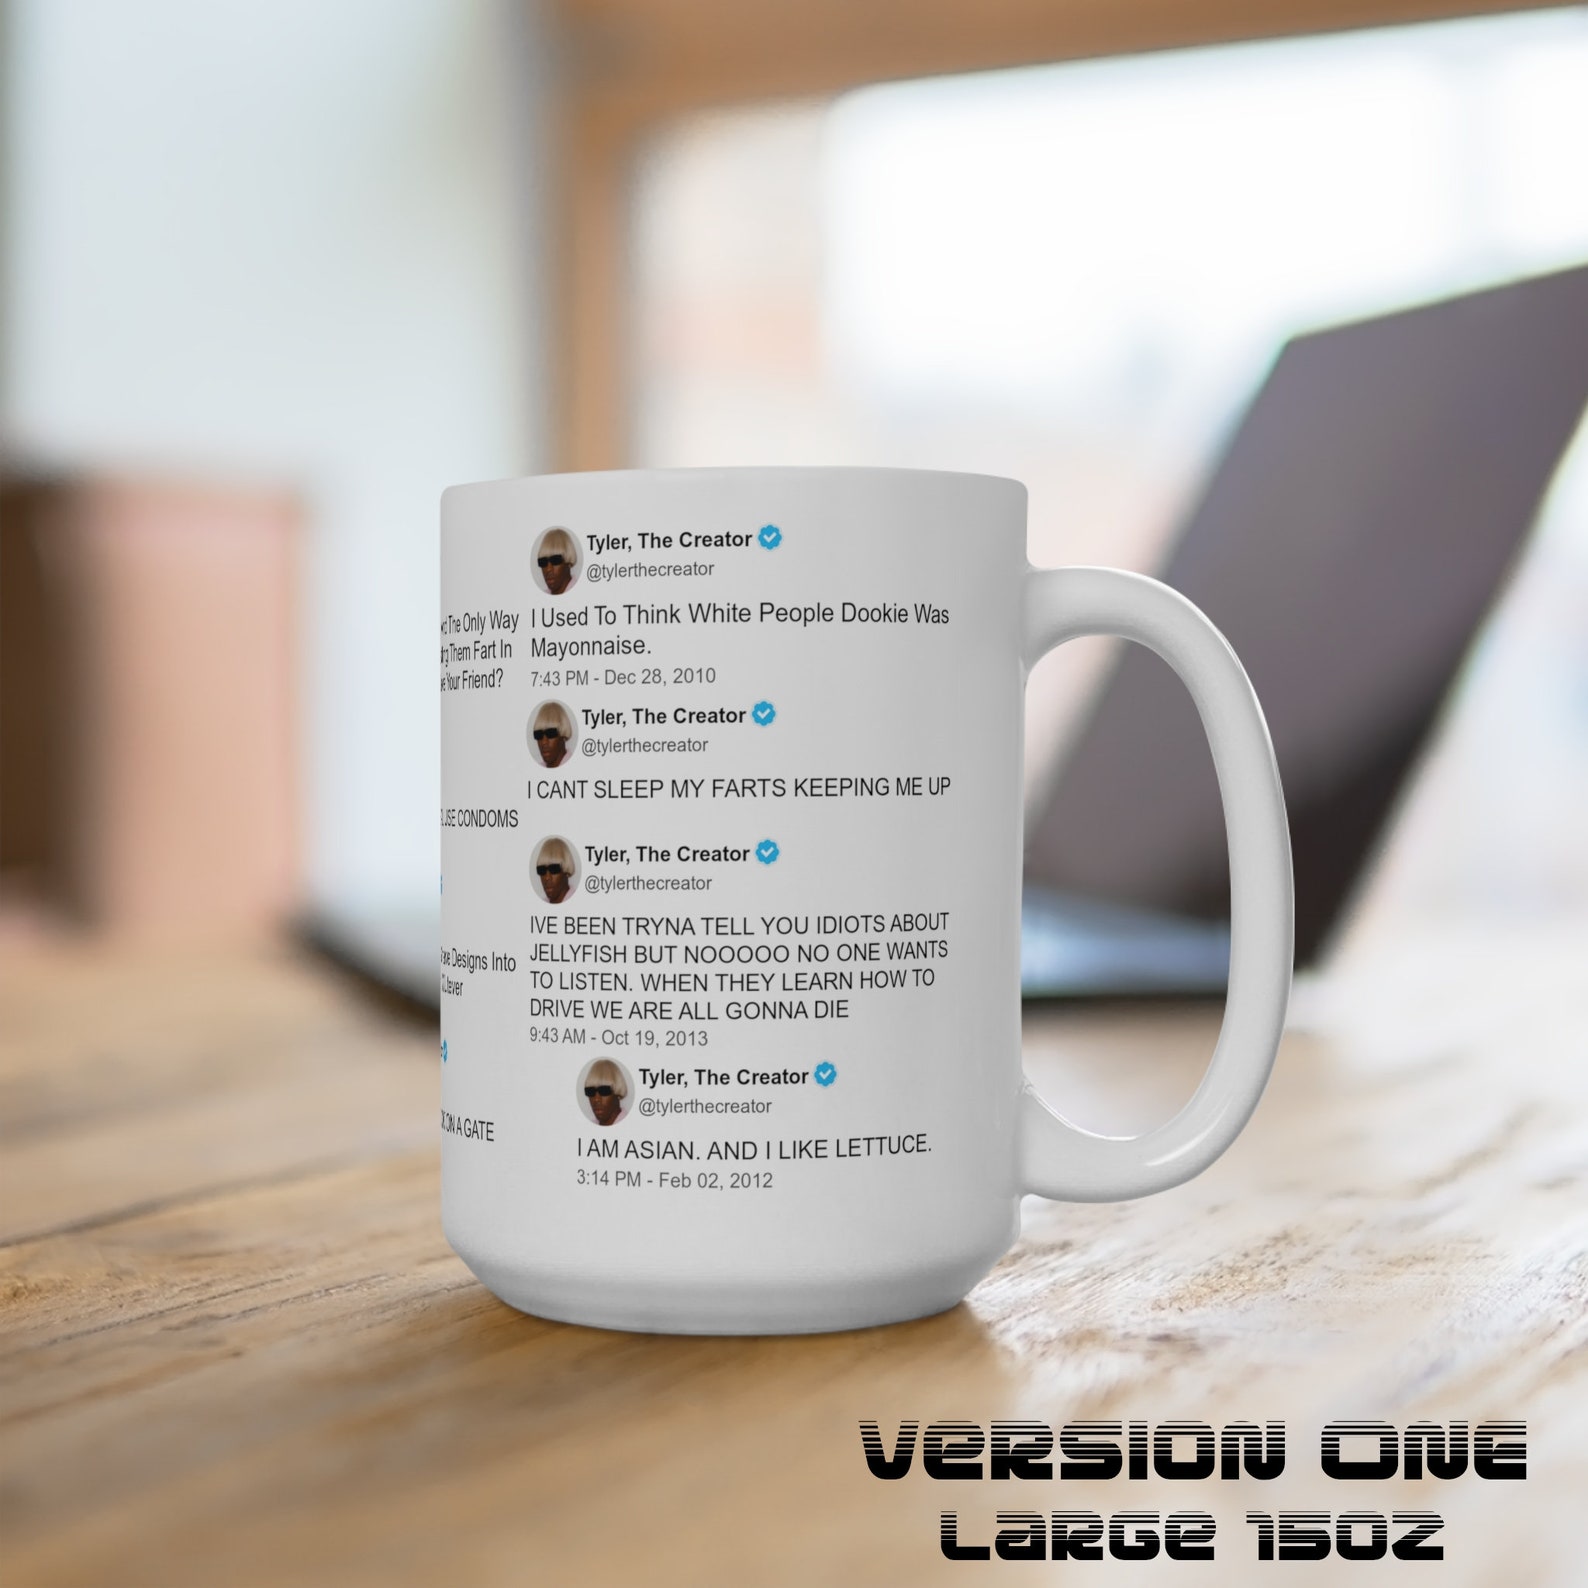 The Only Way
Them Fart In
Your Friend?
USE CONDOMS
Designs Into
ON A GATE
Tyler, The Creator
@tylerthecreator
I Used To Think White People Dookie Was
Mayonnaise.
7:43 PM - Dec 28, 2010
Tyler, The Creator
@tylerthecreator
I CANT SLEEP MY FARTS KEEPING ME UP
Tyler, The Creator
@tylerthecreator
IVE BEEN TRYNA TELL YOU IDIOTS ABOUT
JELLYFISH BUT NOOOOO NO ONE WANTS
TO LISTEN. WHEN THEY LEARN HOW TO
DRIVE WE ARE ALL GONNA DIE
9:43 AM - Oct 19, 2013
Tyler, The Creator
@tylerthecreator
I AM ASIAN. AND I LIKE LETTUCE.
3:14 PM - Feb 02, 2012
VERSION ONE
LARGE 15OZ